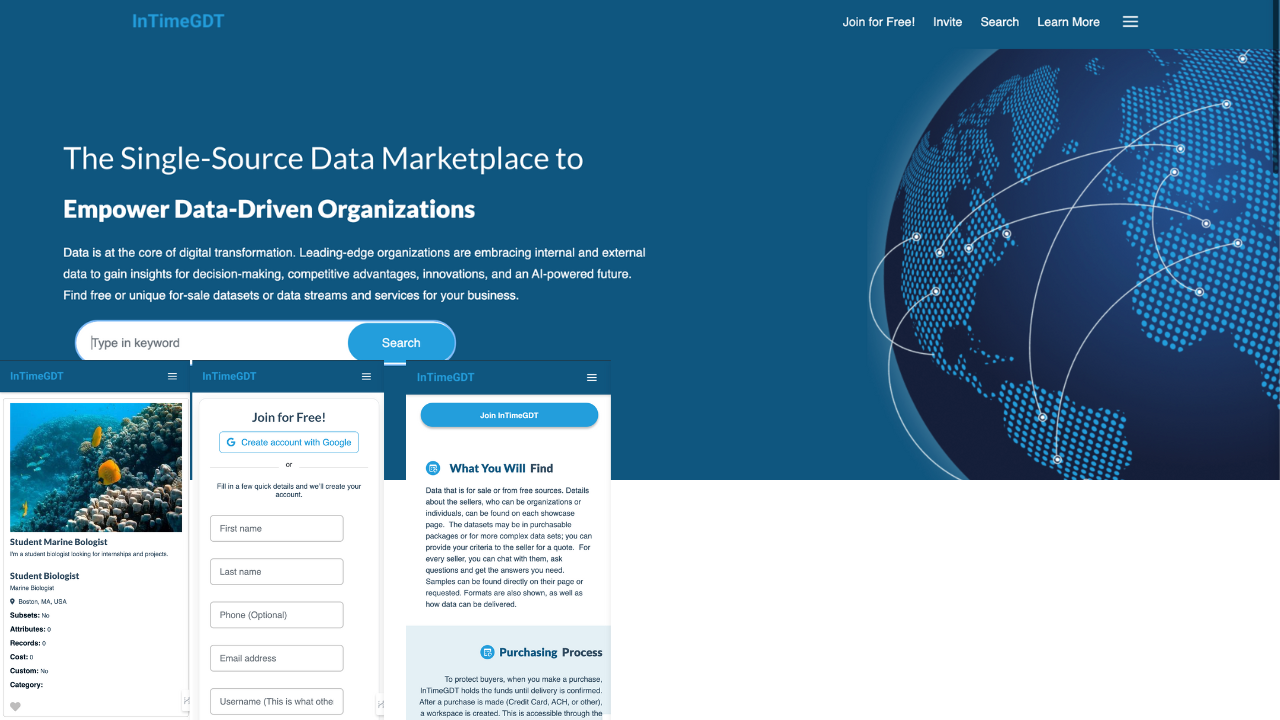 InTimeGDT
Join for Free!
Invite
Search
Learn More
The Single-Source Data Marketplace to
Empower Data-Driven Organizations
Data is at the core of digital transformation. Leading-edge organizations are embracing internal and external
data to gain insights for decision-making, competitive advantages, innovations, and an AI-powered future.
Find free or unique for-sale datasets or data streams and services for your business.
Type in keyword
Search
InTimeGDT
Student Marine Bologist
I'm a student biologist looking for internships and projects.
Student Biologist
Marine Biologist
Boston, MA, USA
Subsets: No
Attributes: 0
Records: 0
Cost: 0
Custom: No
Category:
InTimeGDT
Join for Free!
Create account with Google
or
Fill in a few quick details and we'll create your
account.
First name
Last name
Phone (Optional)
Email address
Username (This is what othe
InTimeGDT
Join InTimeGDT
What You Will Find
Data that is for sale or from free sources. Details
about the sellers, who can be organizations or
individuals, can be found on each showcase
page. The datasets may be in purchasable
packages or for more complex data sets; you can
provide your criteria to the seller for a quote. For
every seller, you can chat with them, ask
questions and get the answers you need.
Samples can be found directly on their page or
requested. Formats are also shown, as well as
how data can be delivered.
Purchasing Process
To protect buyers, when you make a purchase,
InTimeGDT holds the funds until delivery is confirmed.
After a purchase is made (Credit Card, ACH, or other),
a workspace is created. This is accessible through the